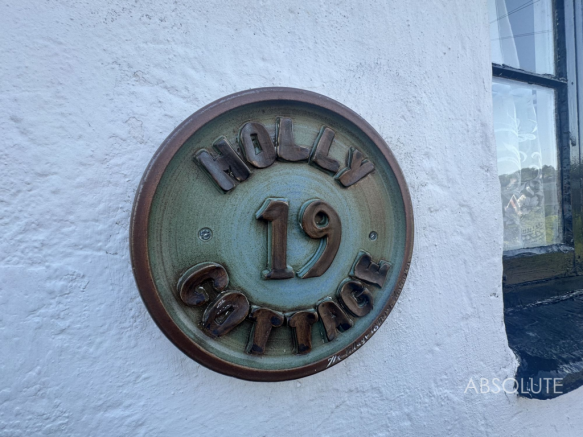 HOLLY
19
COTTAGE
ABSOLUTE